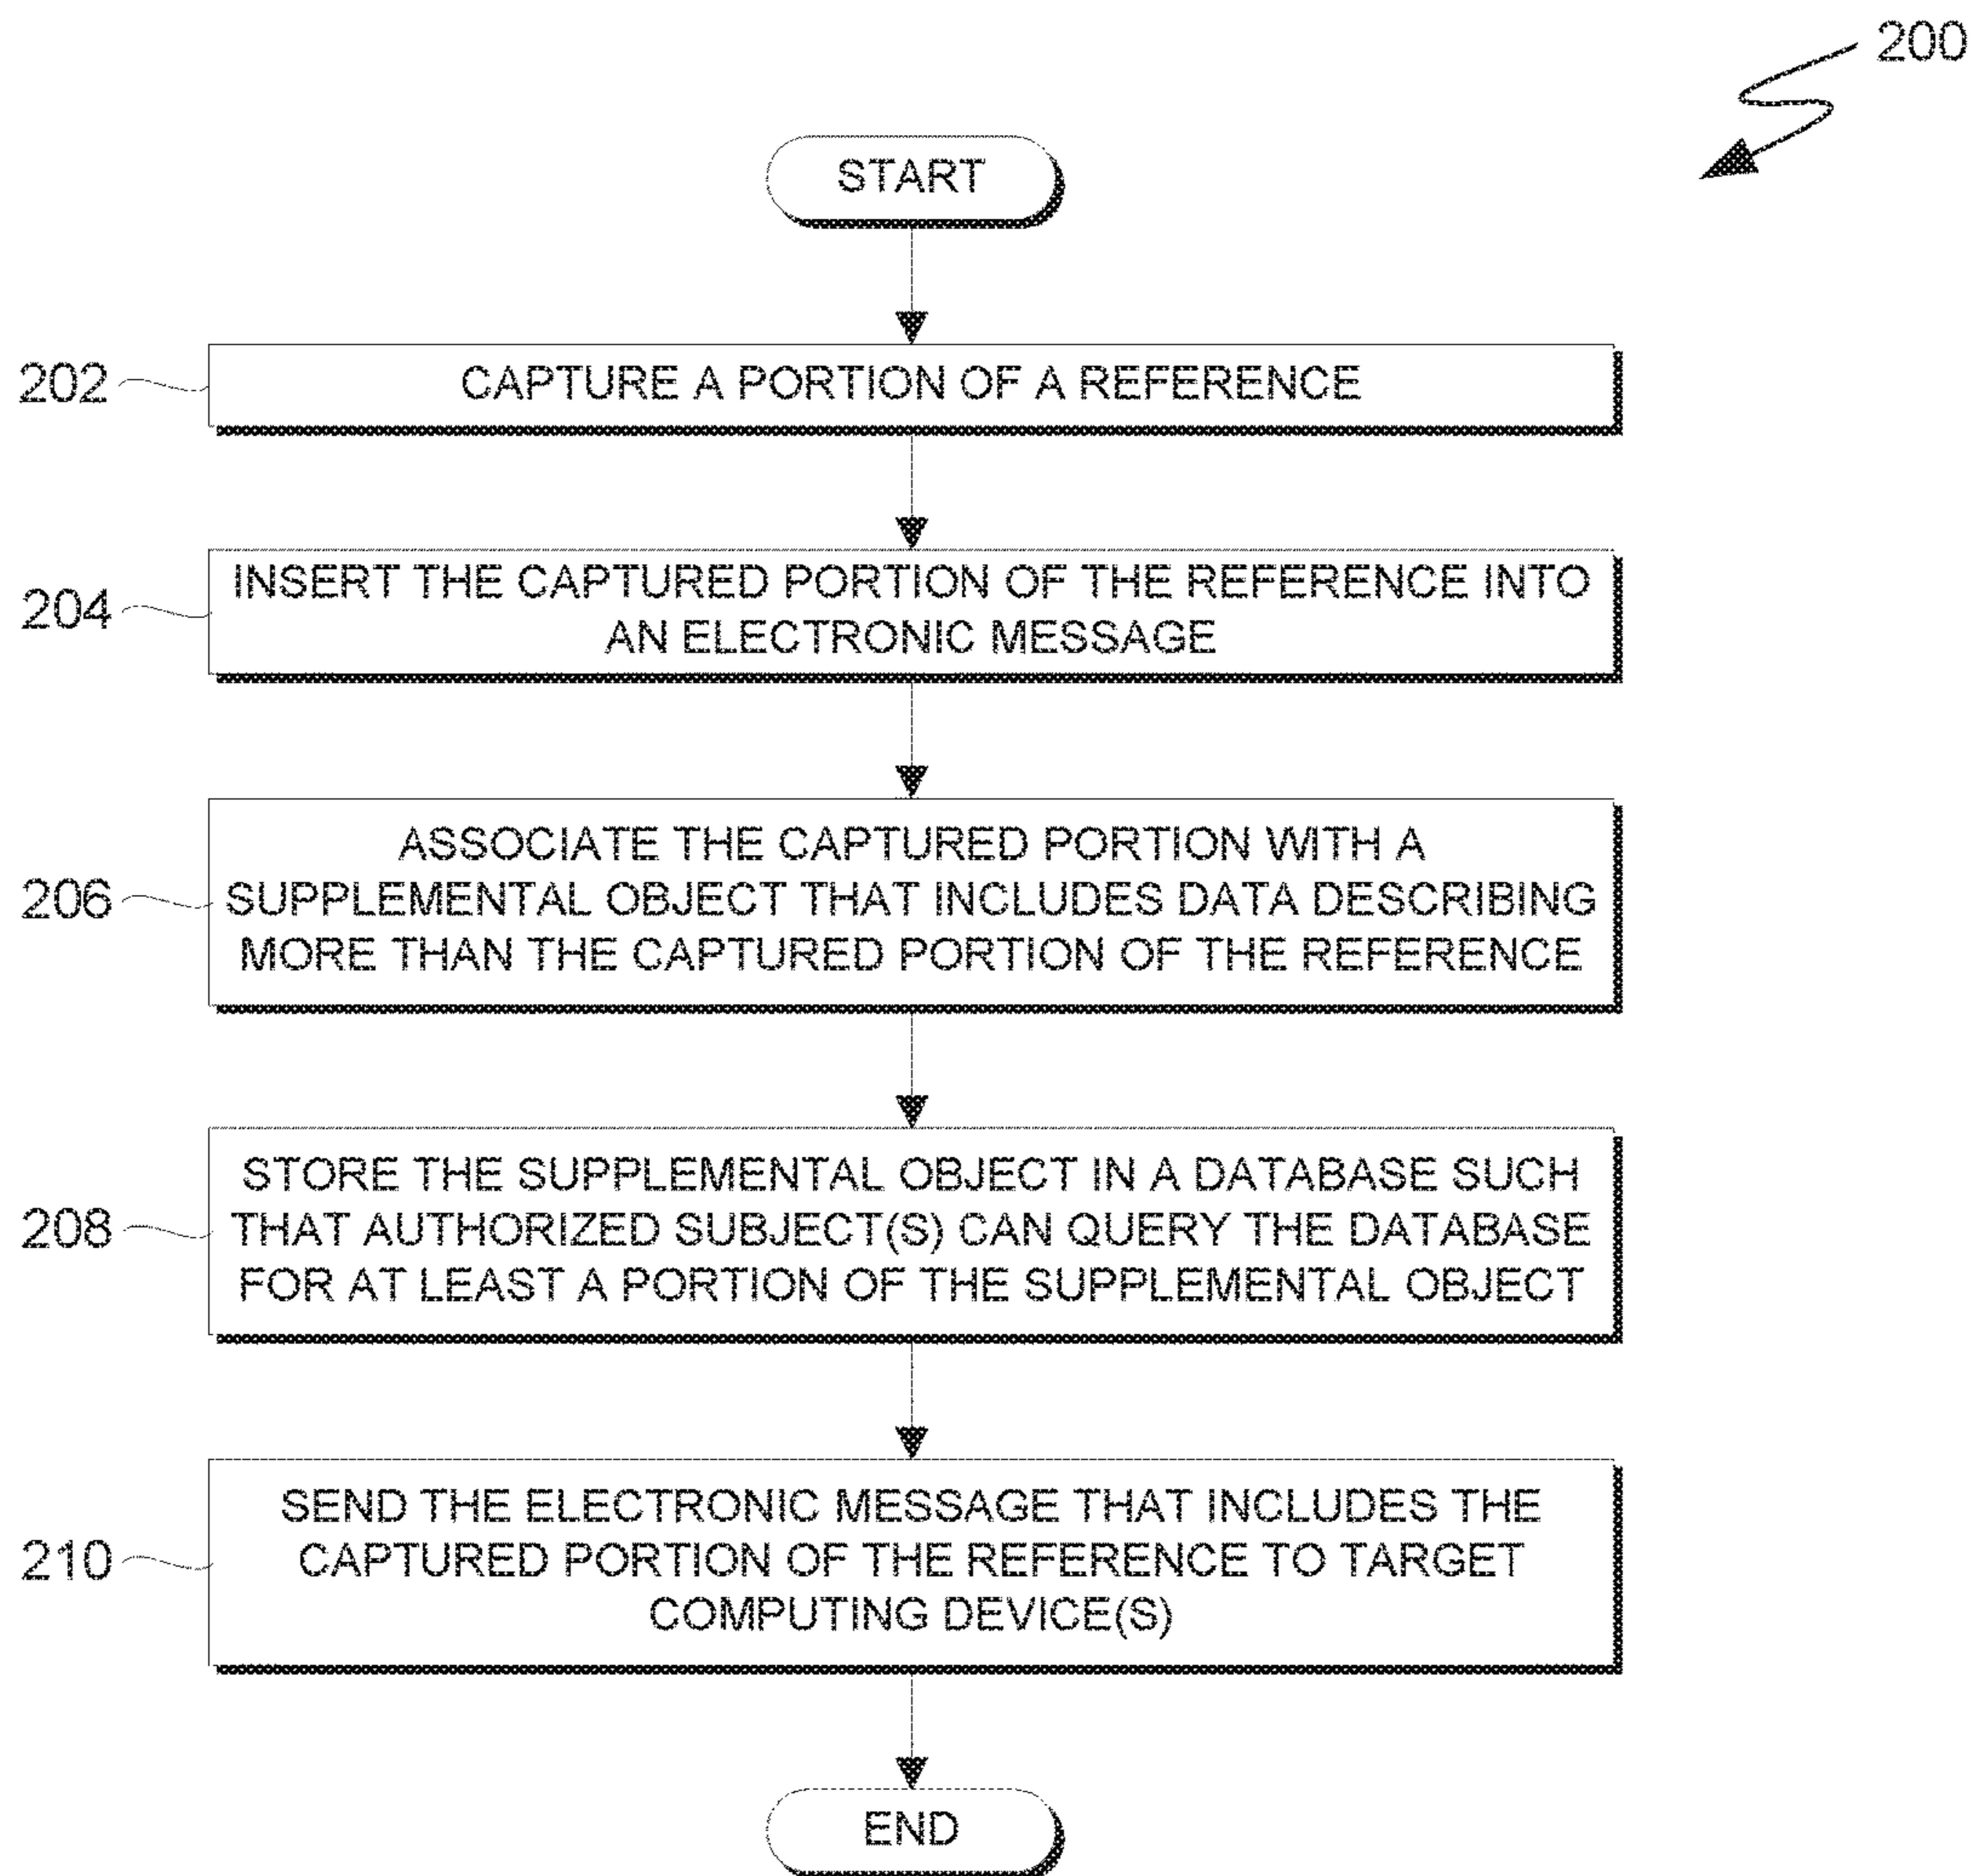 200
START
202
CAPTURE A PORTION OF A REFERENCE
204
INSERT THE CAPTURED PORTION OF THE REFERENCE INTO
AN ELECTRONIC MESSAGE
206
ASSOCIATE THE CAPTURED PORTION WITH A
SUPPLEMENTAL OBJECT THAT INCLUDES DATA DESCRIBING
MORE THAN THE CAPTURED PORTION OF THE REFERENCE
208
STORE THE SUPPLEMENTAL OBJECT IN A DATABASE SUCH
THAT AUTHORIZED SUBJECT(S) CAN QUERY THE DATABASE
FOR AT LEAST A PORTION OF THE SUPPLEMENTAL OBJECT
210
SEND THE ELECTRONIC MESSAGE THAT INCLUDES THE
CAPTURED PORTION OF THE REFERENCE TO TARGET
COMPUTING DEVICE(S)
END